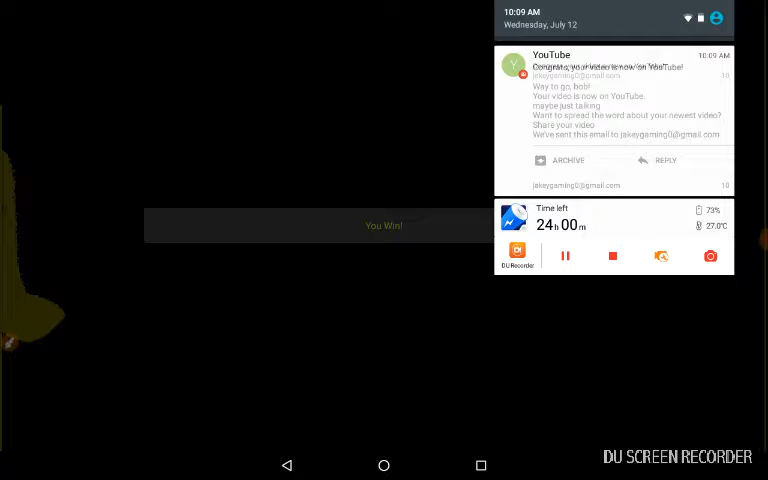 10:09 AM
Wednesday, July 12
YouTube
10:09 AM
Congrats, your video is now on YouTube!
jakeygaming0@gmail.com
10
Way to go, bob!
Your video is now on YouTube.
maybe just talking
Want to spread the word about your newest video?
Share your video
We've sent this email to jakeygaming0@gmail.com
ARCHIVE
REPLY
jakeygaming0@gmail.com
10
You Win!
Time left
73%
24h 00m
27.0°C
DU Recorder
DU SCREEN RECORDER